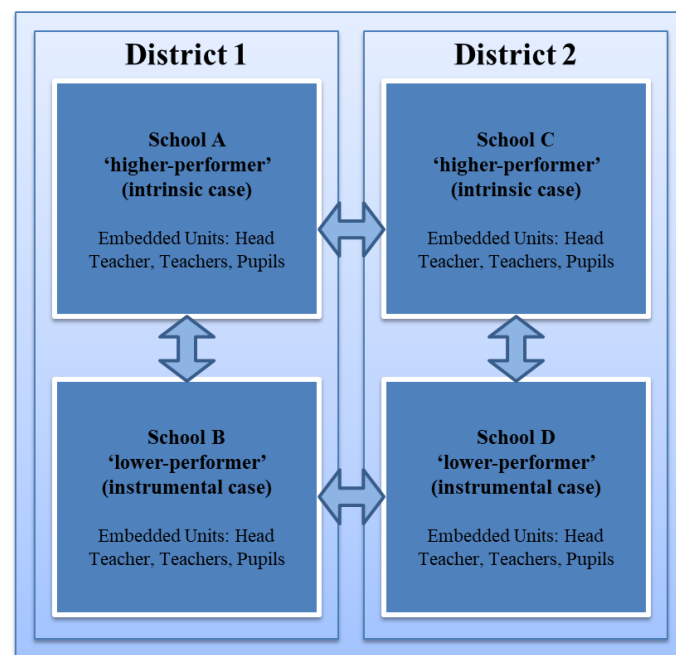 District 1
School A
‘higher-performer’
(intrinsic case)
Embedded Units: Head
Teacher, Teachers, Pupils
School B
‘lower-performer’
(instrumental case)
Embedded Units: Head
Teacher, Teachers, Pupils
District 2
School C
‘higher-performer’
(intrinsic case)
Embedded Units: Head
Teacher, Teachers, Pupils
School D
‘lower-performer’
(instrumental case)
Embedded Units: Head
Teacher, Teachers, Pupils